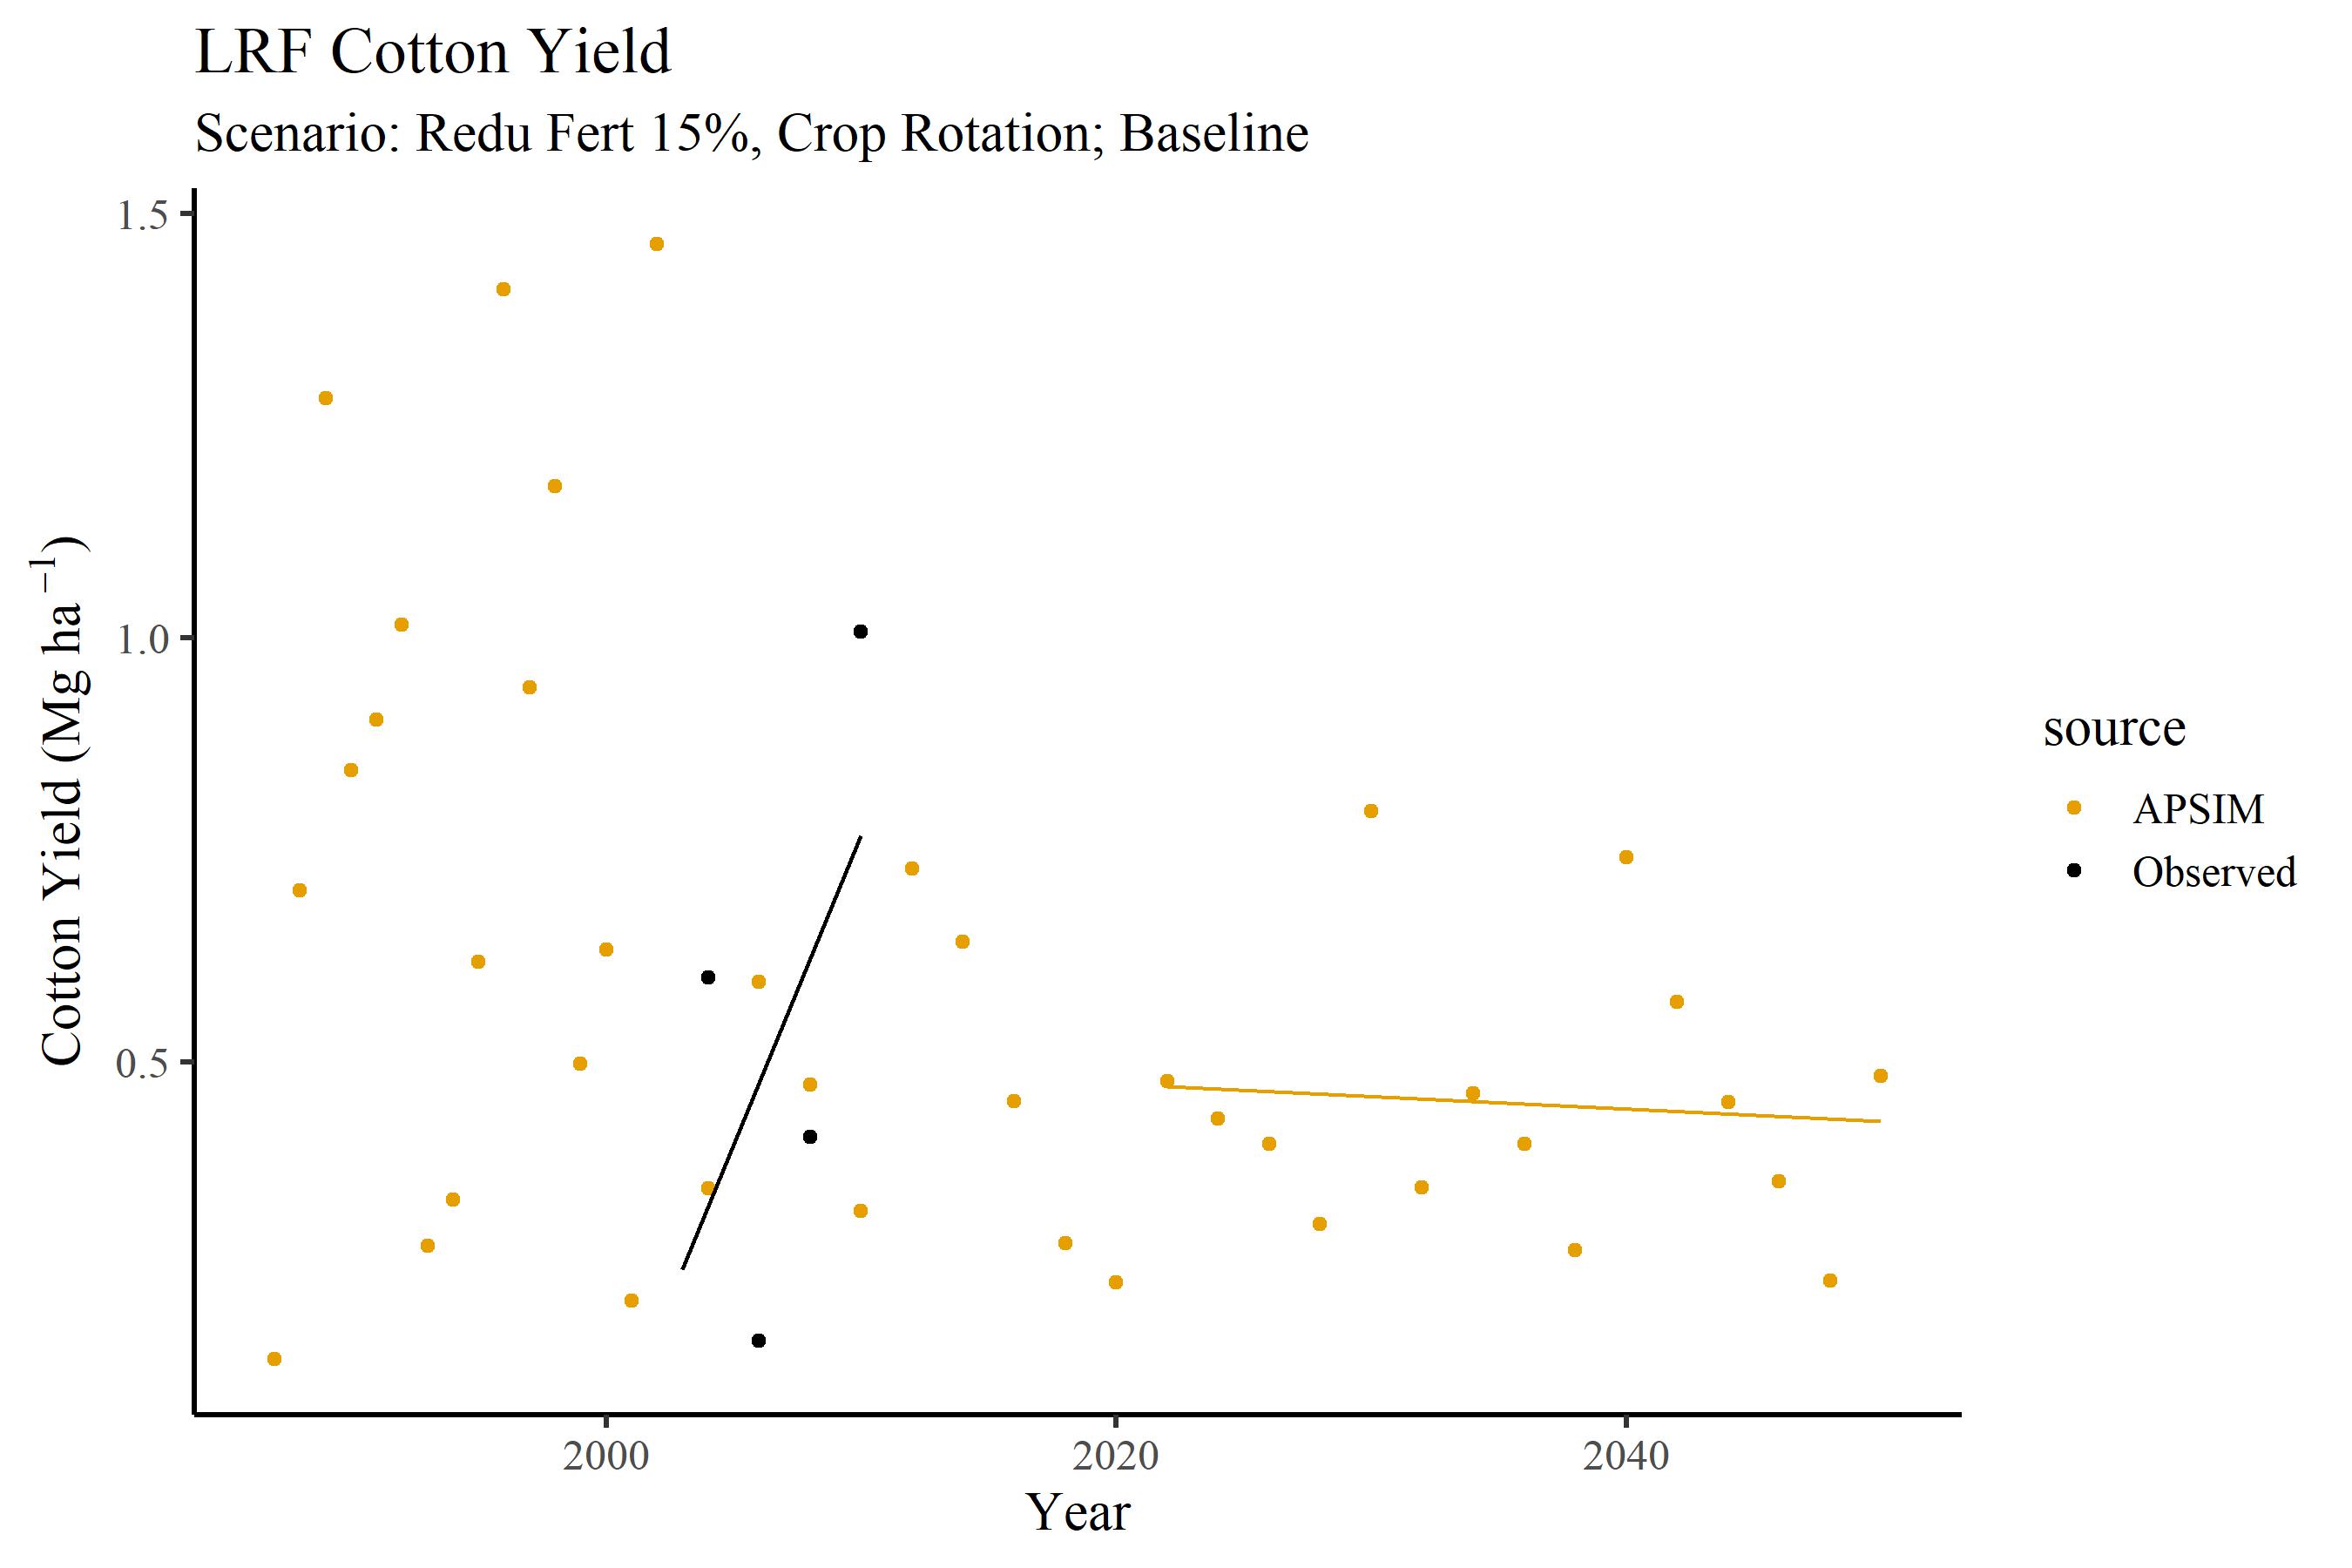 LRF Cotton Yield
Scenario: Redu Fert 15%, Crop Rotation; Baseline
1.5
1.0
0.5
Cotton Yield (Mg ha⁻¹)
2000 2020 2040
Year
source
APSIM
Observed